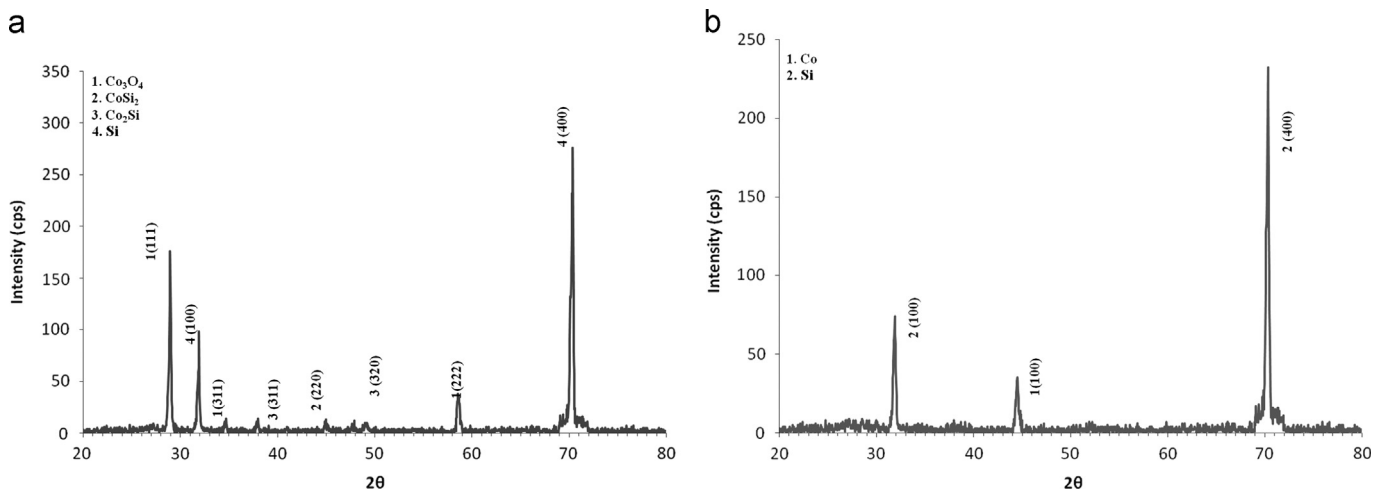 a
350
300
250
200
150
100
50
0
Intensity (cps)
1. Co₃O₄
2. CoSi₂
3. Co₂Si
4. Si
1(111)
4 (100)
1(311)
3 (311)
2 (220)
3 (320)
1(222)
4 (400)
20 30 40 50 60 70 80
2θ
b
250
200
150
100
50
0
Intensity (cps)
1. Co
2. Si
2 (100)
1(100)
2 (400)
20 30 40 50 60 70 80
2θ